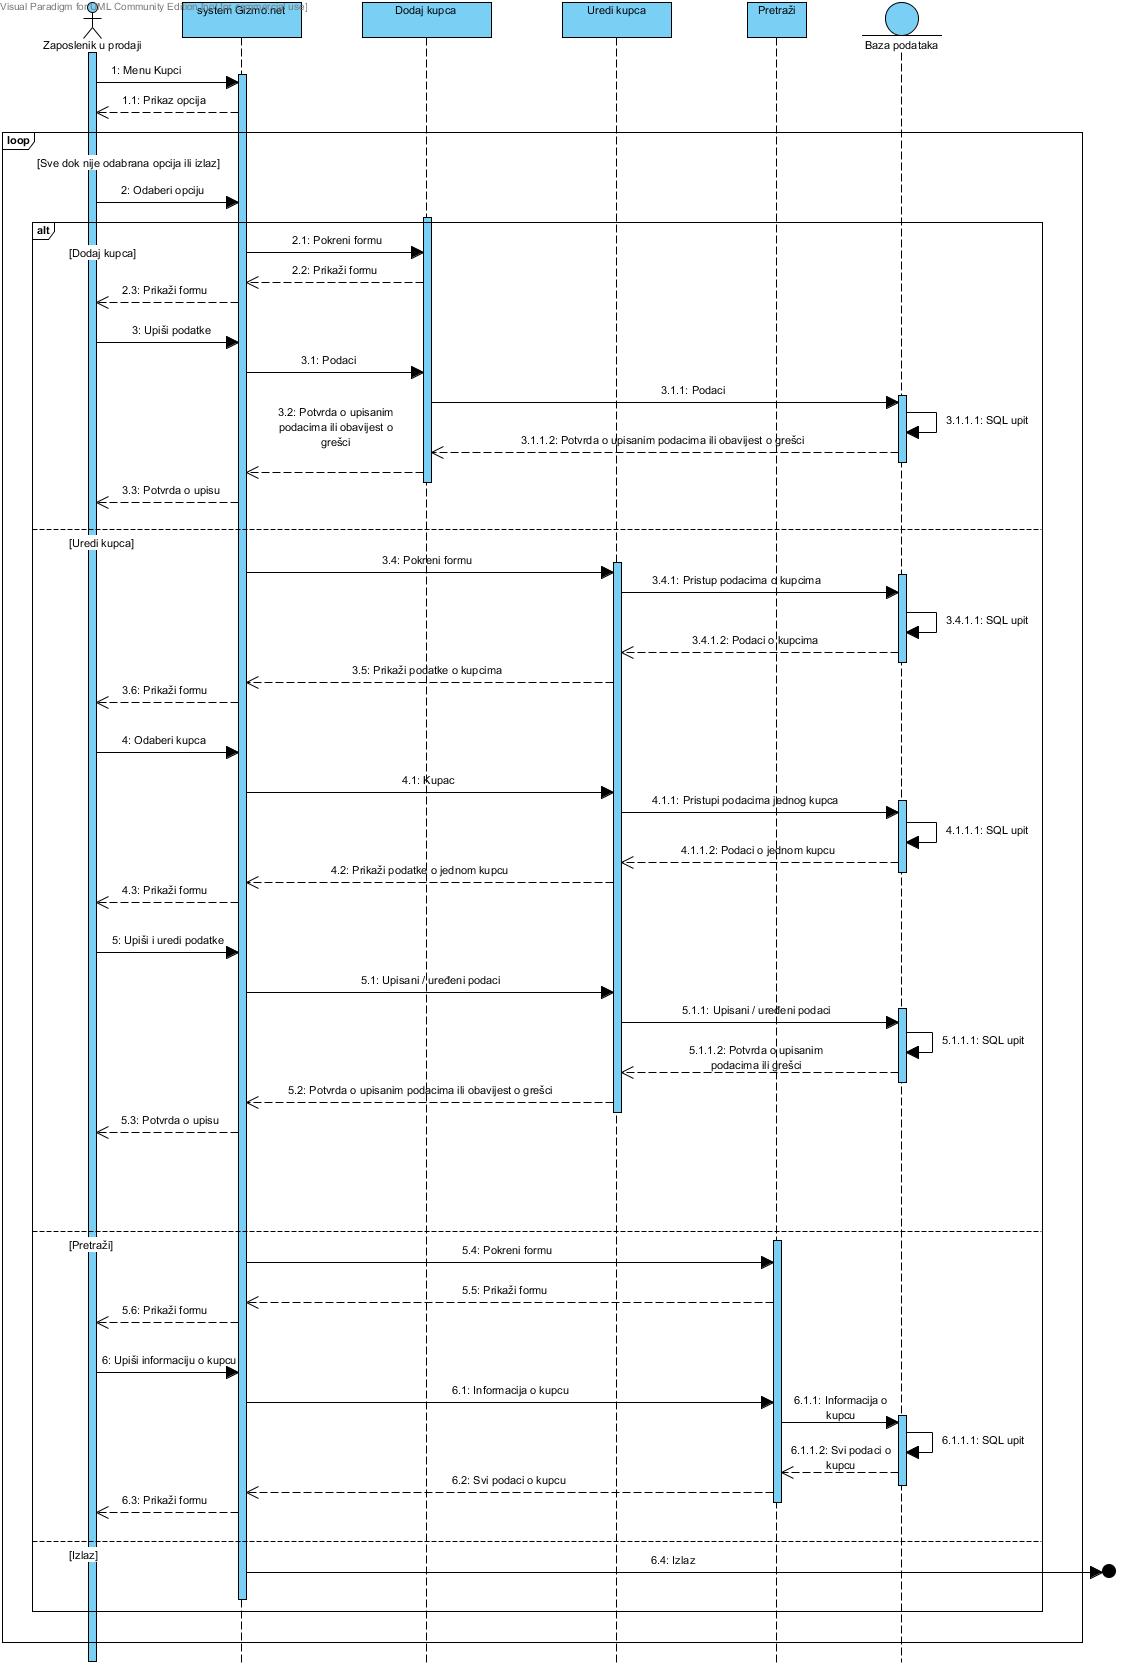 Visual Paradigm for UML Community Edition [not for commercial use]
system Gizmo.net
Dodaj kupca
Uredi kupca
Pretraži
Zaposlenik u prodaji
Baza podataka
1: Menu Kupci
1.1: Prikaz opcija
loop
[Sve dok nije odabrana opcija ili izlaz]
2: Odaberi opciju
alt
[Dodaj kupca]
2.1: Pokreni formu
2.2: Prikaži formu
2.3: Prikaži formu
3: Upiši podatke
3.1: Podaci
3.1.1: Podaci
3.1.1.1: SQL upit
3.2: Potvrda o upisanim
podacima ili obavijest o
grešci
3.1.1.2: Potvrda o upisanim podacima ili obavijest o grešci
3.3: Potvrda o upisu
[Uredi kupca]
3.4: Pokreni formu
3.4.1: Pristup podacima o kupcima
3.4.1.1: SQL upit
3.4.1.2: Podaci o kupcima
3.5: Prikaži podatke o kupcima
3.6: Prikaži formu
4: Odaberi kupca
4.1: Kupac
4.1.1: Pristupi podacima jednog kupca
4.1.1.1: SQL upit
4.1.1.2: Podaci o jednom kupcu
4.2: Prikaži podatke o jednom kupcu
4.3: Prikaži formu
5: Upiši i uredi podatke
5.1: Upisani / uređeni podaci
5.1.1: Upisani / uređeni podaci
5.1.1.1: SQL upit
5.1.1.2: Potvrda o upisanim
podacima ili grešci
5.2: Potvrda o upisanim podacima ili obavijest o grešci
5.3: Potvrda o upisu
[Pretraži]
5.4: Pokreni formu
5.5: Prikaži formu
5.6: Prikaži formu
6: Upiši informaciju o kupcu
6.1: Informacija o kupcu
6.1.1: Informacija o
kupcu
6.1.1.1: SQL upit
6.1.1.2: Svi podaci o
kupcu
6.2: Svi podaci o kupcu
6.3: Prikaži formu
[Izlaz]
6.4: Izlaz